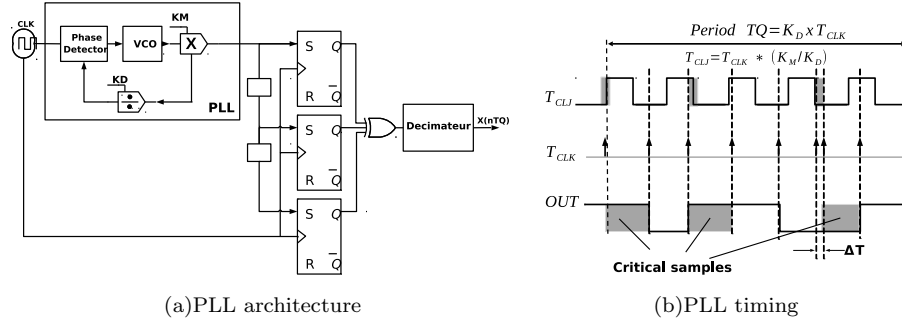 CLK
KM
Phase
Detector
VCO
X
KD
PLL
S Q
R Q̅
S Q
R Q̅
S Q
R Q̅
Decimateur
X(nTQ)
(a)PLL architecture
Period TQ=K_D x T_CLK
T_CLJ=T_CLK * (K_M/K_D)
T_CLJ
T_CLK
OUT
Critical samples
ΔT
(b)PLL timing